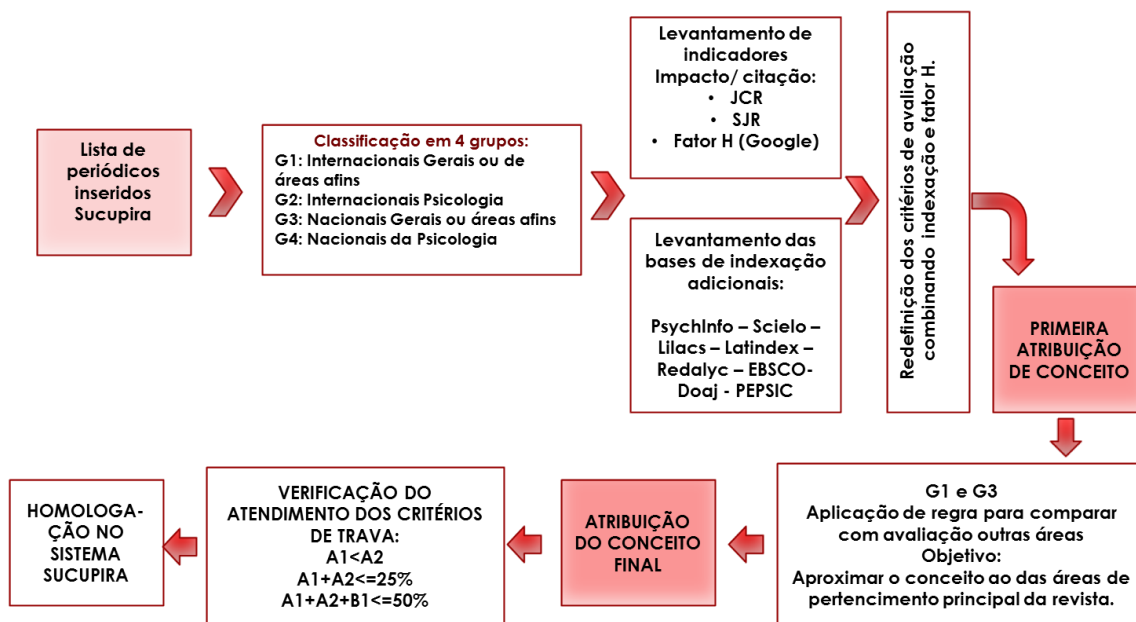 Lista de
periódicos
inseridos
Sucupira
Classificação em 4 grupos:
G1: Internacionais Gerais ou de
áreas afins
G2: Internacionais Psicologia
G3: Nacionais Gerais ou áreas afins
G4: Nacionais da Psicologia
Levantamento de
indicadores
Impacto/ citação:
• JCR
• SJR
• Fator H (Google)
Levantamento das
bases de indexação
adicionais:
PsychInfo – Scielo –
Lilacs – Latindex –
Redalyc – EBSCO-
Doaj - PEPSIC
Redefinição dos critérios de avaliação
combinando indexação e fator H.
PRIMEIRA
ATRIBUIÇÃO
DE CONCEITO
G1 e G3
Aplicação de regra para comparar
com avaliação outras áreas
Objetivo:
Aproximar o conceito ao das áreas de
pertencimento principal da revista.
ATRIBUIÇÃO
DO CONCEITO
FINAL
VERIFICAÇÃO DO
ATENDIMENTO DOS CRITÉRIOS
DE TRAVA:
A1<A2
A1+A2<=25%
A1+A2+B1<=50%
HOMOLOGA-
ÇÃO NO
SISTEMA
SUCUPIRA